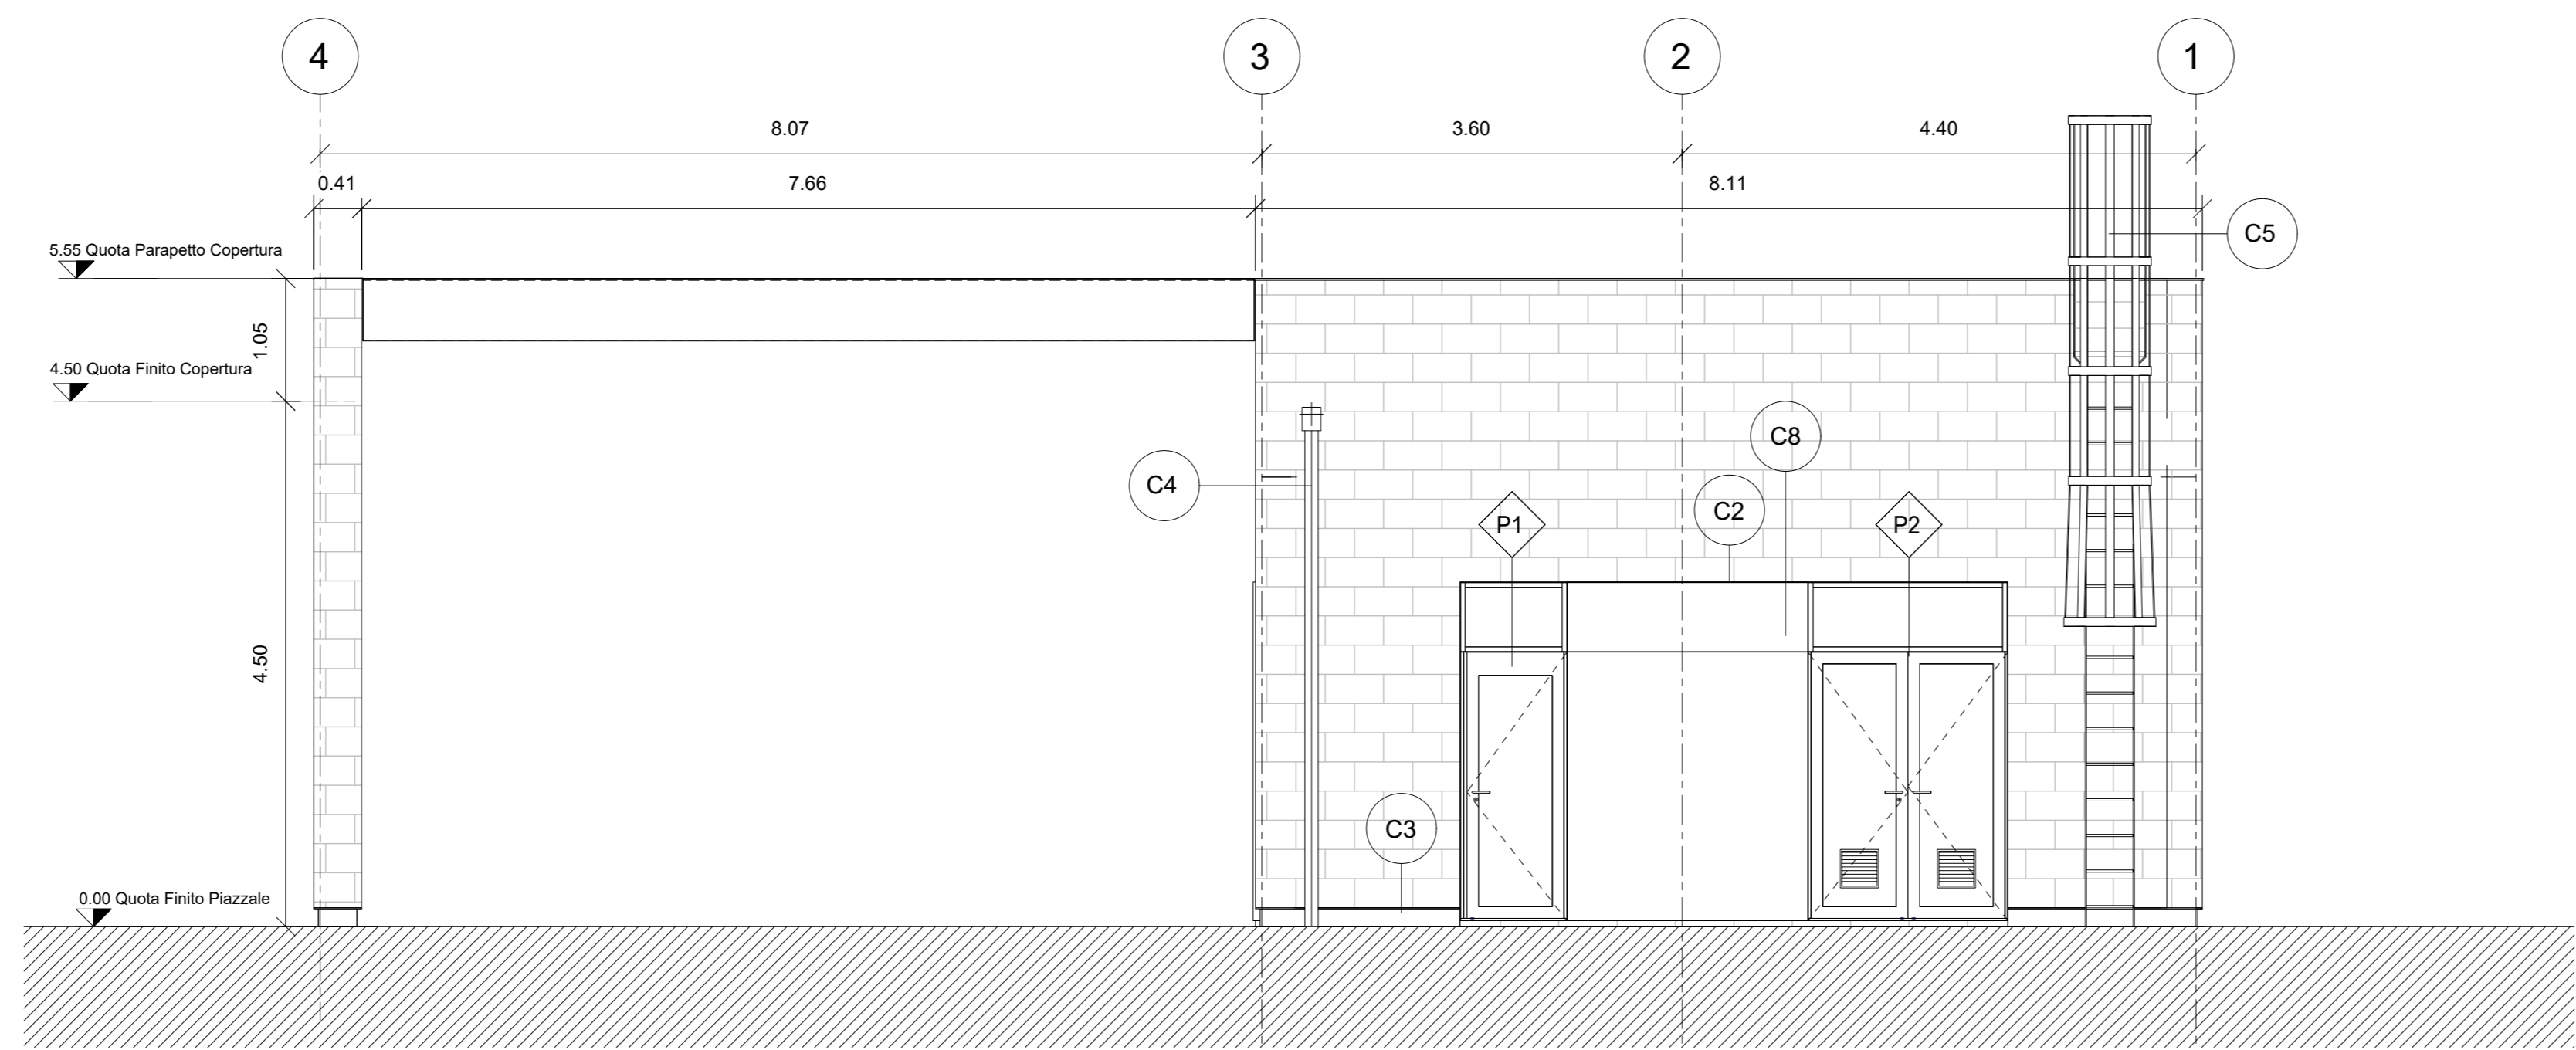 4
3
2
1
8.07
3.60
4.40
0.41
7.66
8.11
C5
5.55 Quota Parapetto Copertura
1.05
4.50 Quota Finito Copertura
C8
C4
C2
P1
P2
4.50
C3
0.00 Quota Finito Piazzale